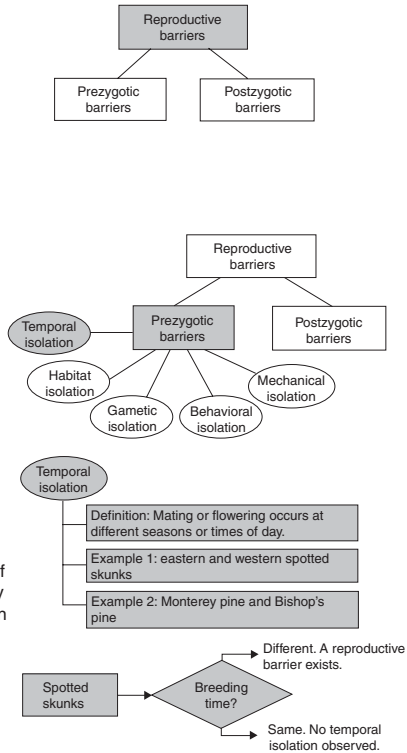 Reproductive
barriers
Prezygotic
barriers
Postzygotic
barriers
Reproductive
barriers
Temporal
isolation
Prezygotic
barriers
Postzygotic
barriers
Habitat
isolation
Mechanical
isolation
Gametic
isolation
Behavioral
isolation
Temporal
isolation
Definition: Mating or flowering occurs at
different seasons or times of day.
Example 1: eastern and western spotted
skunks
Example 2: Monterey pine and Bishop's
pine
Different. A reproductive
barrier exists.
Spotted
skunks
Breeding
time?
Same. No temporal
isolation observed.